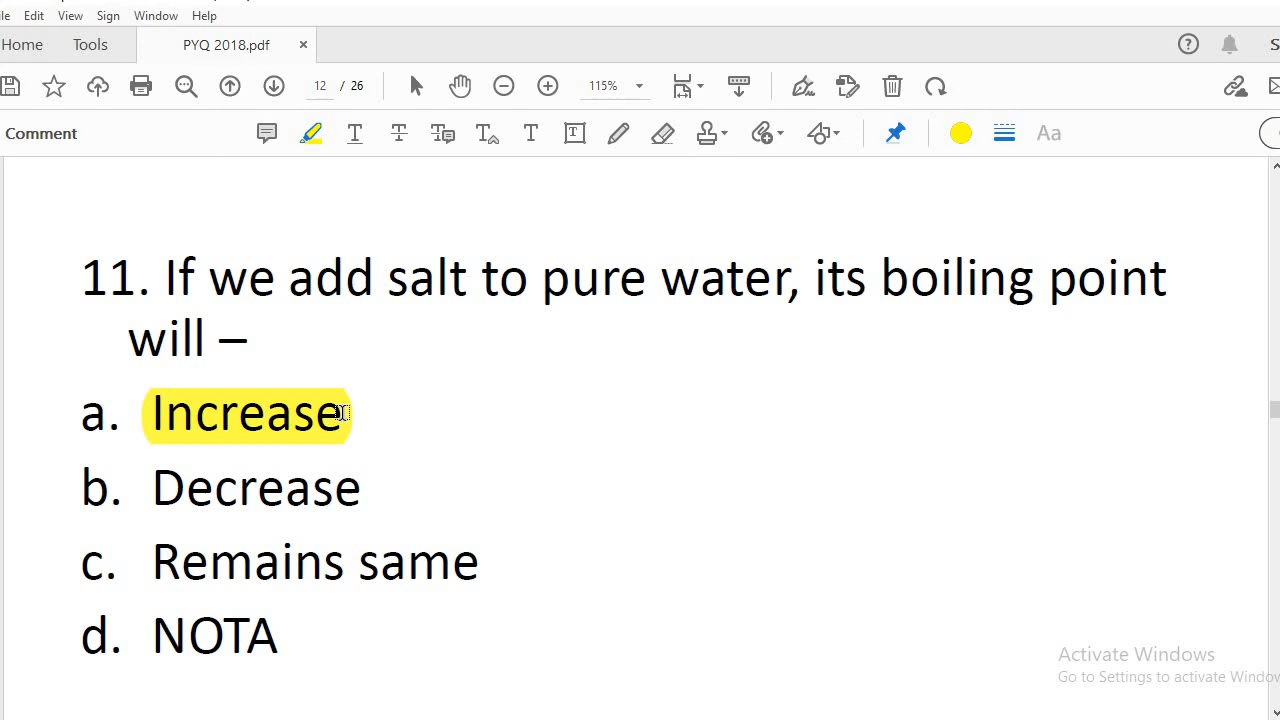 Edit View Sign Window Help
Home Tools PYQ 2018.pdf ×
12 / 26 115%
Comment Aa
11. If we add salt to pure water, its boiling point
will –
a. Increase
b. Decrease
c. Remains same
d. NOTA
Activate Windows
Go to Settings to activate